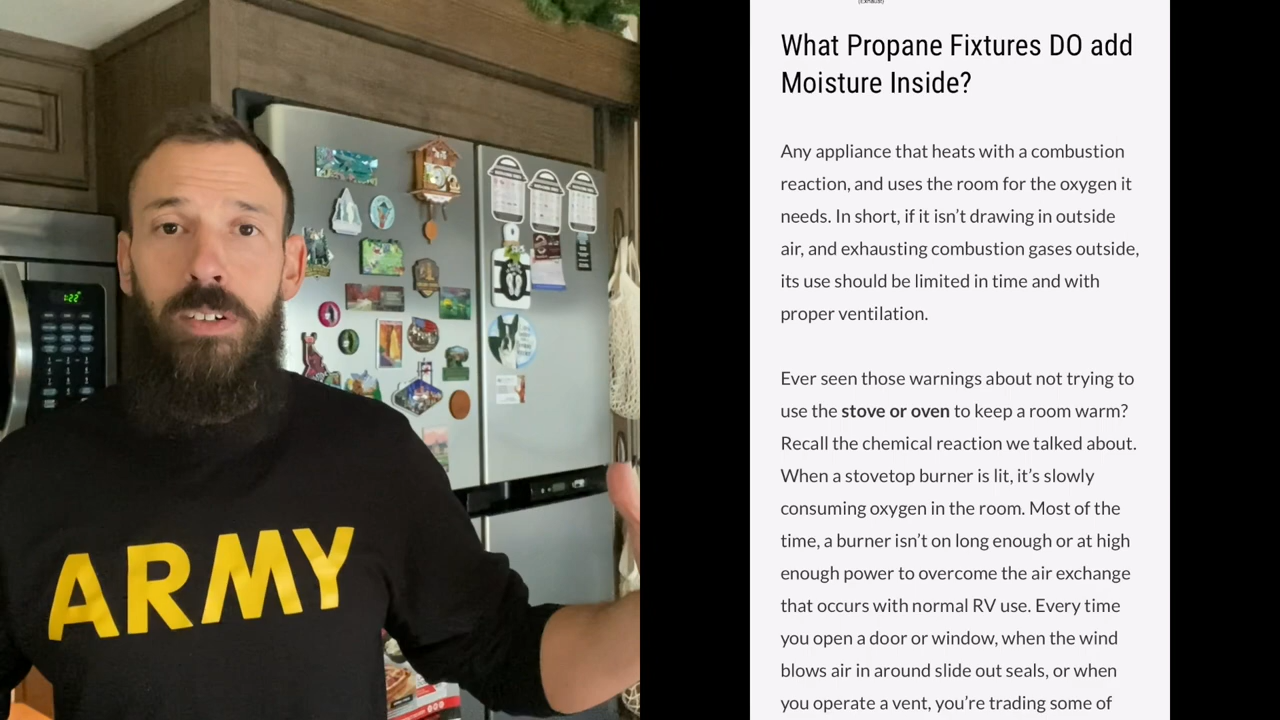 (Exhaust)
What Propane Fixtures DO add
Moisture Inside?
Any appliance that heats with a combustion
reaction, and uses the room for the oxygen it
needs. In short, if it isn’t drawing in outside
air, and exhausting combustion gases outside,
its use should be limited in time and with
proper ventilation.
Ever seen those warnings about not trying to
use the stove or oven to keep a room warm?
Recall the chemical reaction we talked about.
When a stovetop burner is lit, it’s slowly
consuming oxygen in the room. Most of the
time, a burner isn’t on long enough or at high
enough power to overcome the air exchange
that occurs with normal RV use. Every time
you open a door or window, when the wind
blows air in around slide out seals, or when
you operate a vent, you’re trading some of
1:22
ARMY